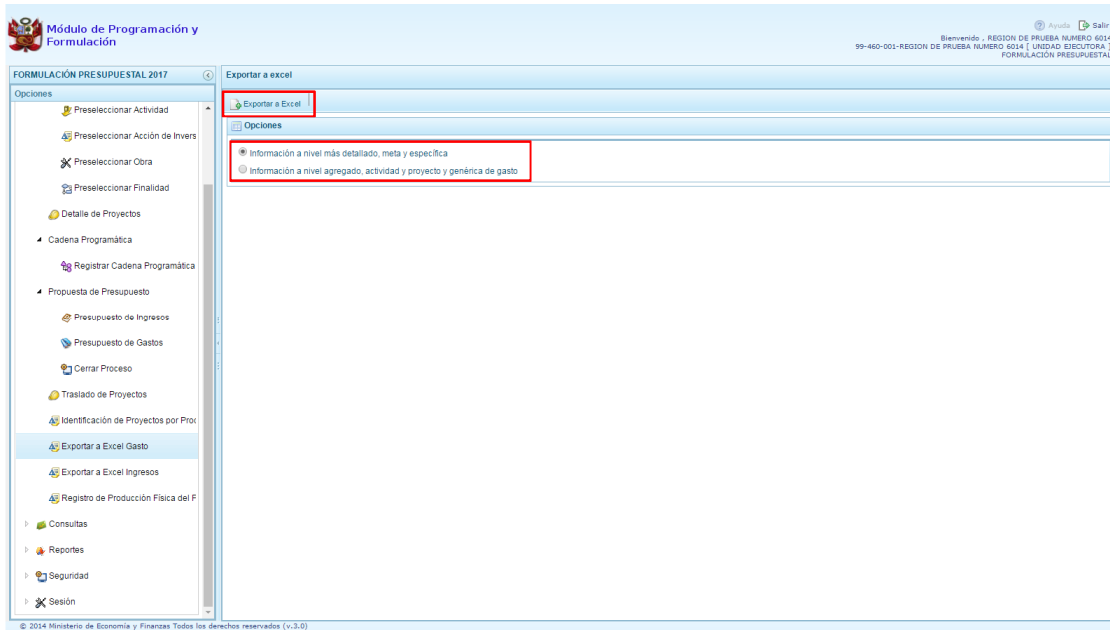 Módulo de Programación y
Formulación
Ayuda Salir
Bienvenido , REGION DE PRUEBA NUMERO 6014
99-460-001-REGION DE PRUEBA NUMERO 6014 [ UNIDAD EJECUTORA ]
FORMULACIÓN PRESUPUESTAL
FORMULACIÓN PRESUPUESTAL 2017
Exportar a excel
Opciones
Exportar a Excel
Opciones
Información a nivel más detallado, meta y específica
Información a nivel agregado, actividad y proyecto y genérica de gasto
Preseleccionar Actividad
Preseleccionar Acción de Invers
Preseleccionar Obra
Preseleccionar Finalidad
Detalle de Proyectos
Cadena Programática
Registrar Cadena Programática
Propuesta de Presupuesto
Presupuesto de Ingresos
Presupuesto de Gastos
Cerrar Proceso
Traslado de Proyectos
Identificación de Proyectos por Proc
Exportar a Excel Gasto
Exportar a Excel Ingresos
Registro de Producción Física del F
Consultas
Reportes
Seguridad
Sesión
© 2014 Ministerio de Economía y Finanzas Todos los derechos reservados (v.3.0)